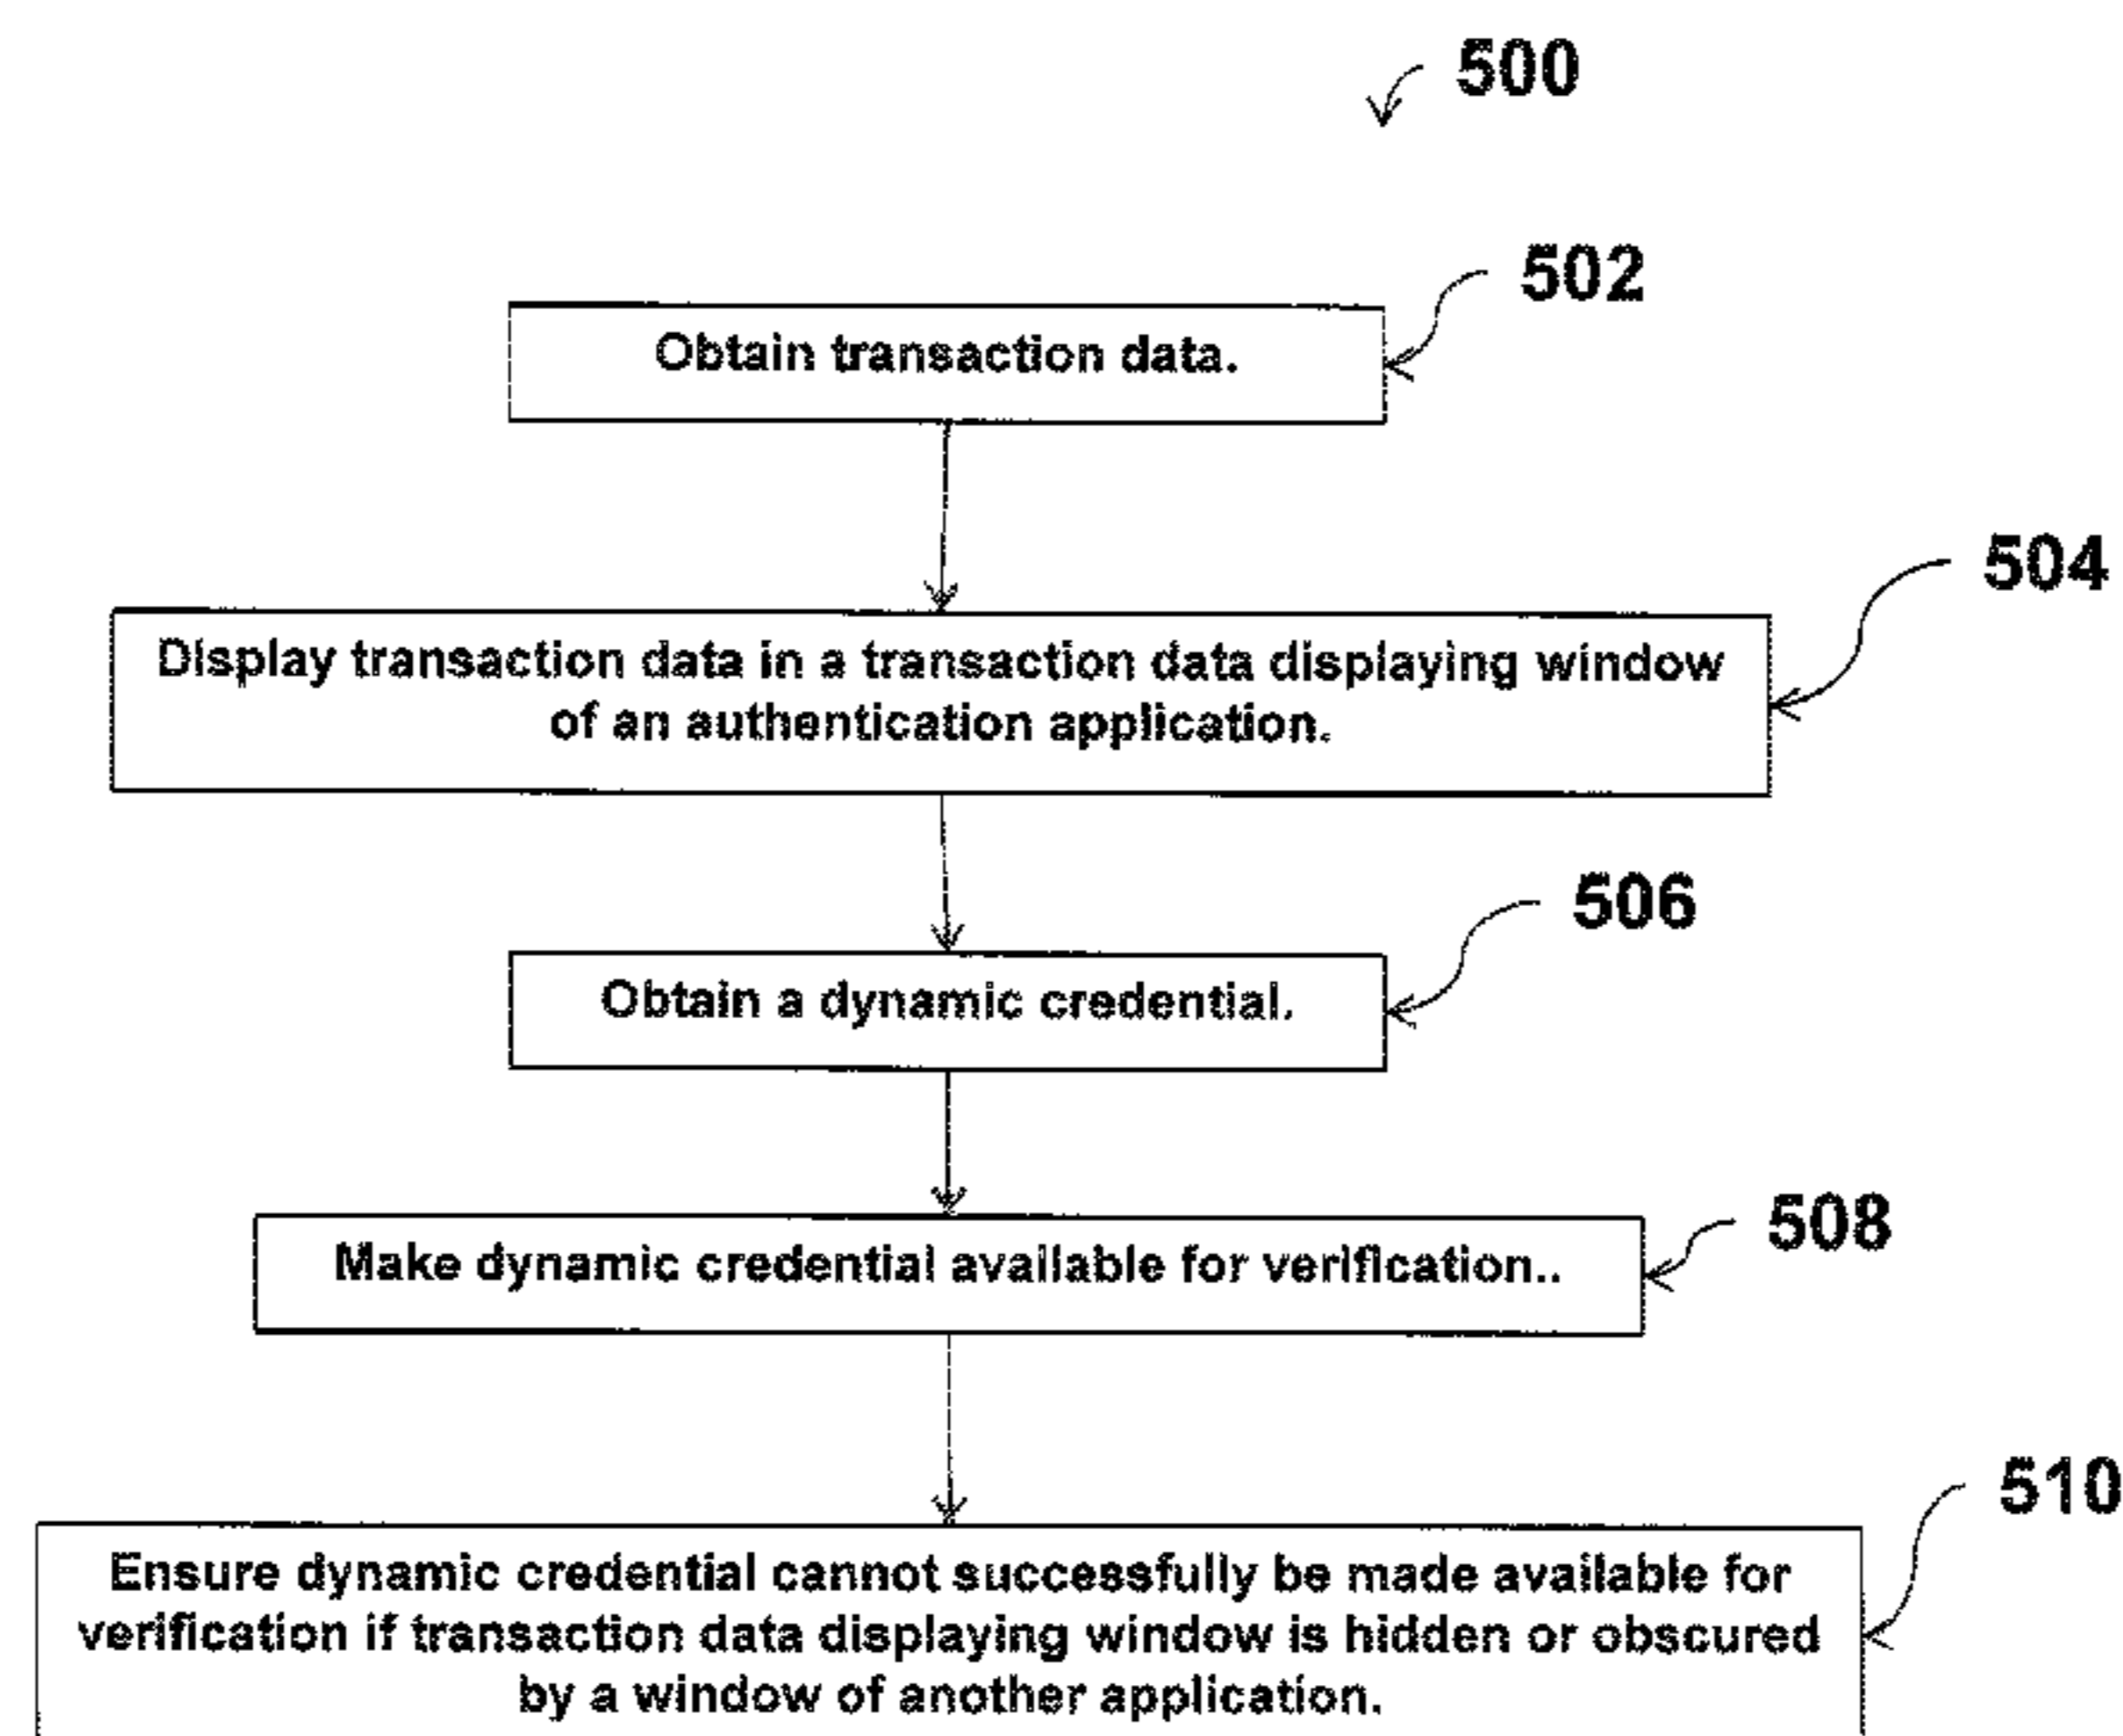 500
502
Obtain transaction data.
504
Display transaction data in a transaction data displaying window
of an authentication application.
506
Obtain a dynamic credential.
508
Make dynamic credential available for verification..
510
Ensure dynamic credential cannot successfully be made available for
verification if transaction data displaying window is hidden or obscured
by a window of another application.